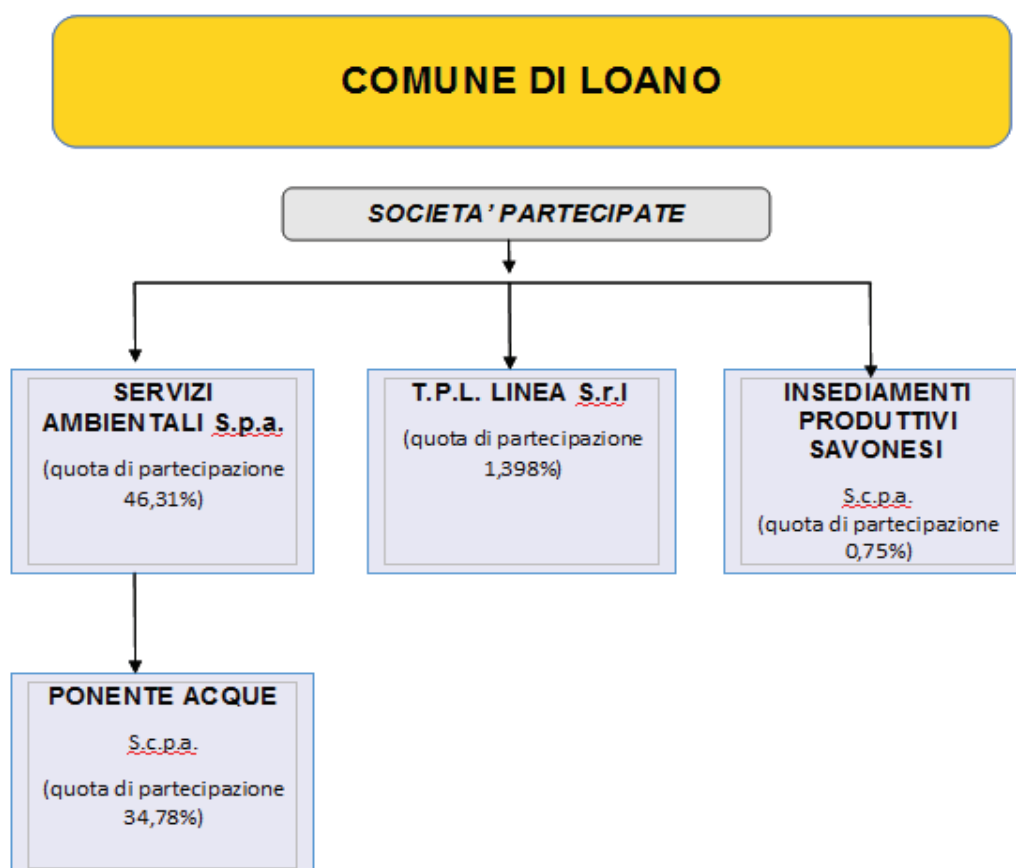 COMUNE DI LOANO
SOCIETA' PARTECIPATE
SERVIZI
AMBIENTALI S.p.a.
(quota di partecipazione
46,31%)
T.P.L. LINEA S.r.l
(quota di partecipazione
1,398%)
INSEDIAMENTI
PRODUTTIVI
SAVONESI
S.c.p.a.
(quota di partecipazione
0,75%)
PONENTE ACQUE
S.c.p.a.
(quota di partecipazione
34,78%)